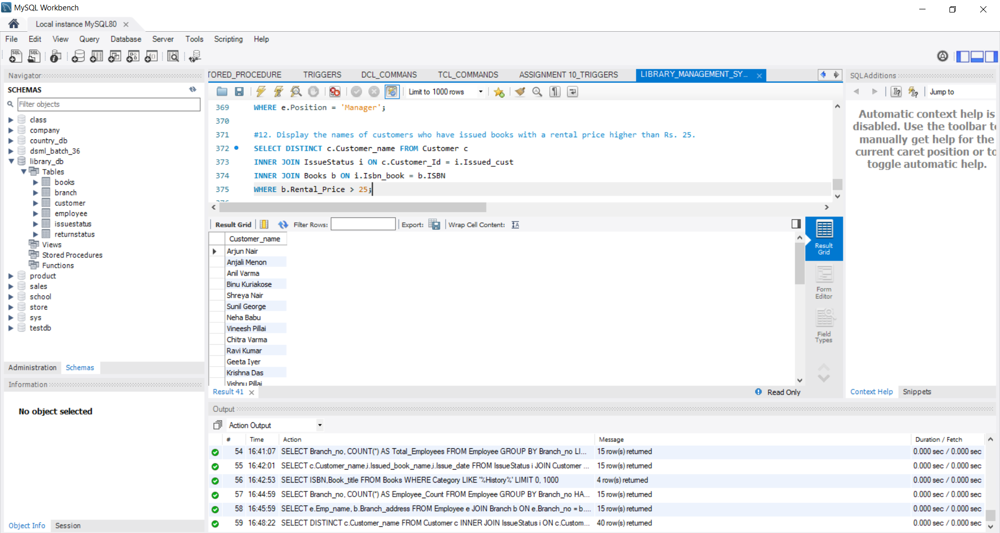 MySQL Workbench
Local instance MySQL80
File Edit View Query Database Server Tools Scripting Help
Navigator
SCHEMAS
Filter objects
class
company
country_db
dsml_batch_36
library_db
Tables
books
branch
customer
employee
issuestatus
returnstatus
Views
Stored Procedures
Functions
product
sales
school
store
sys
testdb
Administration Schemas
Information
No object selected
Object Info Session
TORED_PROCEDURE TRIGGERS DCL_COMMANS TCL_COMMANDS ASSIGNMENT 10_TRIGGERS LIBRARY_MANAGEMENT_SY...
Limit to 1000 rows
369 WHERE e.Position = 'Manager';
370
371 #12. Display the names of customers who have issued books with a rental price higher than Rs. 25.
372 SELECT DISTINCT c.Customer_name FROM Customer c
373 INNER JOIN IssueStatus i ON c.Customer_Id = i.Issued_cust
374 INNER JOIN Books b ON i.Isbn_book = b.ISBN
375 WHERE b.Rental_Price > 25;
Result Grid Filter Rows: Export: Wrap Cell Content:
Customer_name
Arjun Nair
Anjali Menon
Anil Varma
Binu Kuriakose
Shreya Nair
Sunil George
Neha Babu
Vineesh Pillai
Chitra Varma
Ravi Kumar
Geeta Iyer
Krishna Das
Vishnu Pillai
Result 41
Read Only
Result
Grid
Form
Editor
Field
Types
SQLAdditions
Jump to
Automatic context help is
disabled. Use the toolbar t
manually get help for the
current caret position or to
toggle automatic help.
Context Help Snippets
Output
Action Output
# Time Action Message Duration / Fetch
54 16:41:07 SELECT Branch_no, COUNT(*) AS Total_Employees FROM Employee GROUP BY Branch_no LI... 15 row(s) returned 0.000 sec / 0.000 sec
55 16:42:01 SELECT c.Customer_name,i.Issued_book_name,i.Issue_date FROM IssueStatus i JOIN Customer ... 15 row(s) returned 0.000 sec / 0.000 sec
56 16:42:53 SELECT ISBN,Book_title FROM Books WHERE Category LIKE '%History%' LIMIT 0, 1000 4 row(s) returned 0.000 sec / 0.000 sec
57 16:44:59 SELECT Branch_no, COUNT(*) AS Employee_Count FROM Employee GROUP BY Branch_no HA... 15 row(s) returned 0.000 sec / 0.000 sec
58 16:45:59 SELECT e.Emp_name, b.Branch_address FROM Employee e JOIN Branch b ON e.Branch_no = b.... 15 row(s) returned 0.000 sec / 0.000 sec
59 16:48:22 SELECT DISTINCT c.Customer_name FROM Customer c INNER JOIN IssueStatus i ON c.Custom... 40 row(s) returned 0.000 sec / 0.000 sec